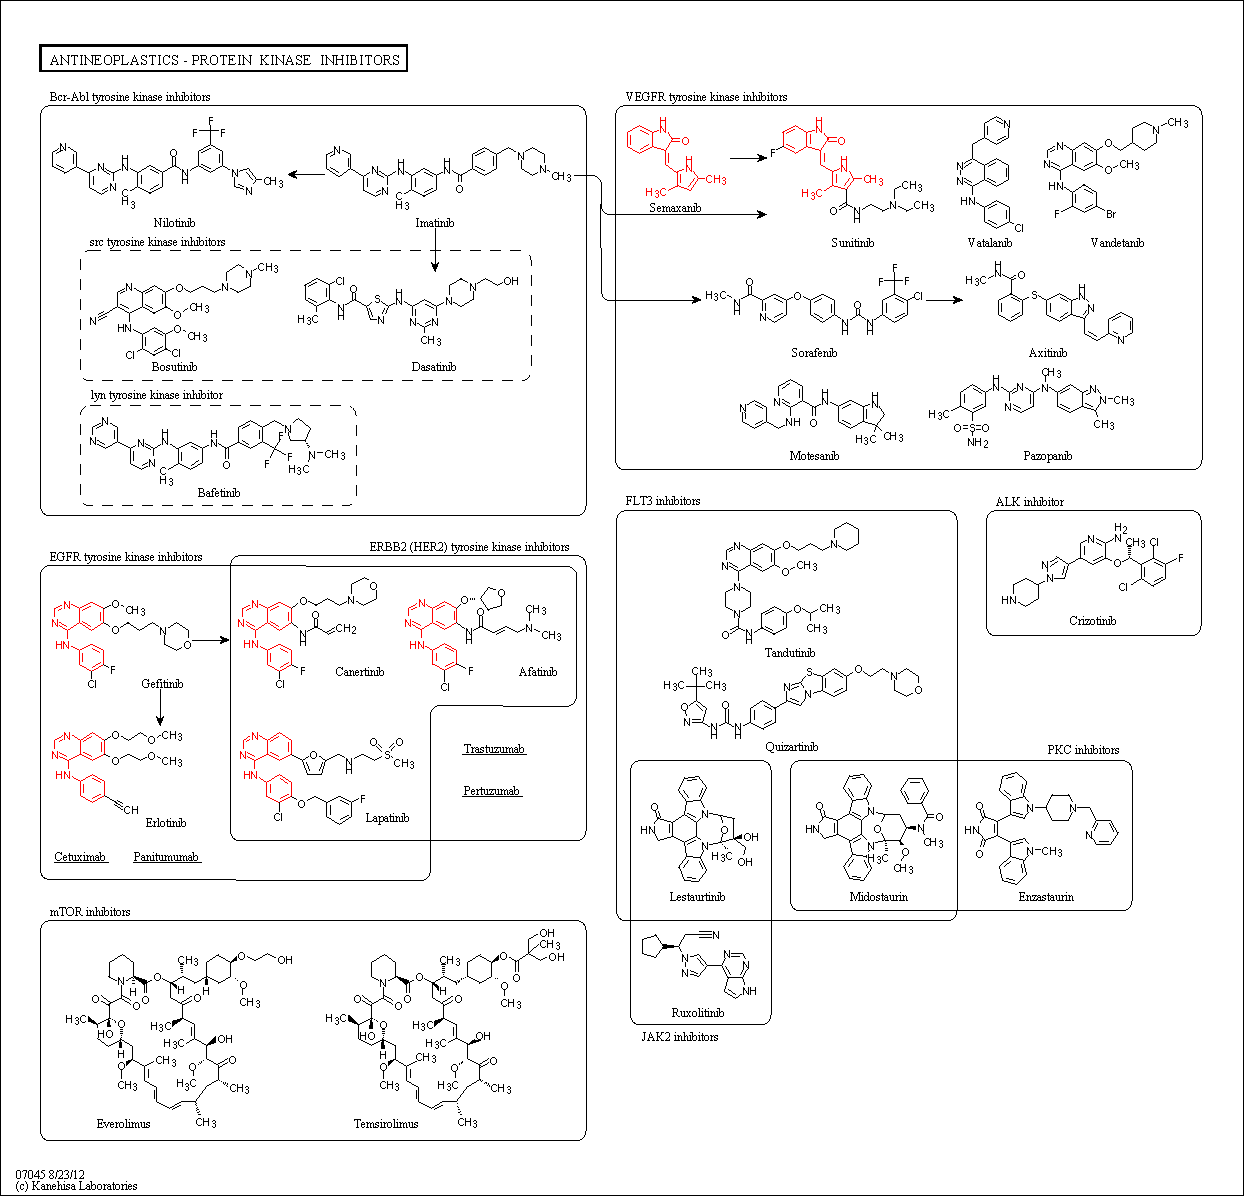 ANTINEOPLASTICS - PROTEIN KINASE INHIBITORS
Bcr-Abl tyrosine kinase inhibitors
Nilotinib
Imatinib
src tyrosine kinase inhibitors
Bosutinib
Dasatinib
lyn tyrosine kinase inhibitor
Bafetinib
VEGFR tyrosine kinase inhibitors
Semaxanib
Sunitinib
Vatalanib
Vandetanib
Sorafenib
Axitinib
Motesanib
Pazopanib
EGFR tyrosine kinase inhibitors
ERBB2 (HER2) tyrosine kinase inhibitors
Gefitinib
Canertinib
Afatinib
Erlotinib
Lapatinib
Trastuzumab
Pertuzumab
Cetuximab
Panitumumab
FLT3 inhibitors
Tandutinib
Quizartinib
ALK inhibitor
Crizotinib
PKC inhibitors
Lestaurtinib
Midostaurin
Enzastaurin
Ruxolitinib
JAK2 inhibitors
mTOR inhibitors
Everolimus
Temsirolimus
07045 8/23/12
(c) Kanehisa Laboratories